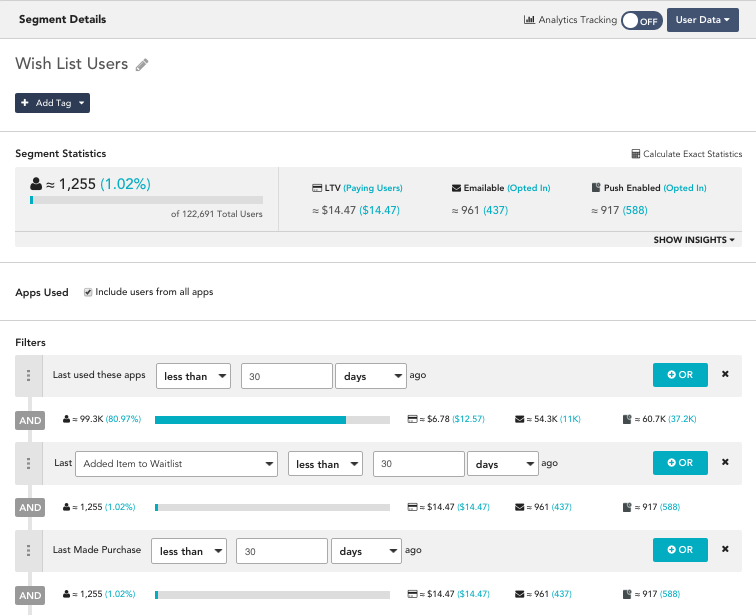 Segment Details
Analytics Tracking OFF User Data
Wish List Users
+ Add Tag
Segment Statistics
Calculate Exact Statistics
≈ 1,255 (1.02%)
of 122,691 Total Users
LTV (Paying Users)
≈ $14.47 ($14.47)
Emailable (Opted In)
≈ 961 (437)
Push Enabled (Opted In)
≈ 917 (588)
SHOW INSIGHTS
Apps Used Include users from all apps
Filters
Last used these apps less than 30 days ago OR
AND ≈ 99.3K (80.97%) ≈ $6.78 ($12.57) ≈ 54.3K (11K) ≈ 60.7K (37.2K)
Last Added Item to Waitlist less than 30 days ago OR
AND ≈ 1,255 (1.02%) ≈ $14.47 ($14.47) ≈ 961 (437) ≈ 917 (588)
Last Made Purchase less than 30 days ago OR
AND ≈ 1,255 (1.02%) ≈ $14.47 ($14.47) ≈ 961 (437) ≈ 917 (588)